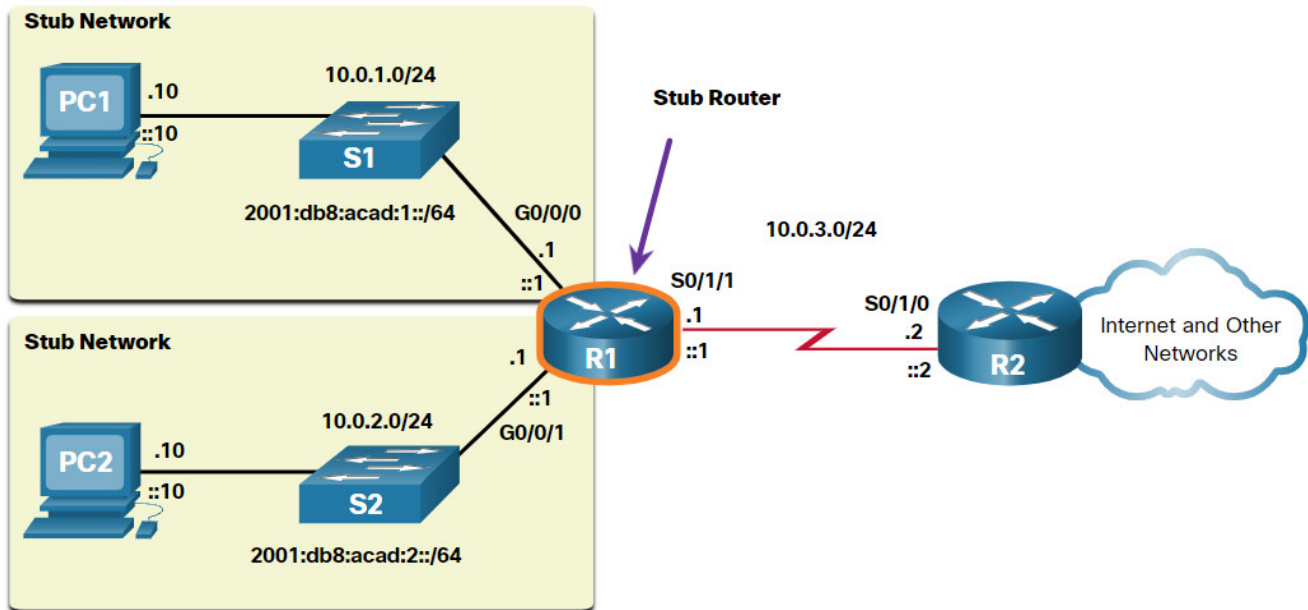 Stub Network
10.0.1.0/24
PC1
.10
::10
S1
2001:db8:acad:1::/64
G0/0/0
.1
::1
Stub Router
10.0.3.0/24
S0/1/1
.1
::1
R1
S0/1/0
.2
::2
R2
Internet and Other
Networks
Stub Network
.1
::1
G0/0/1
10.0.2.0/24
PC2
.10
::10
S2
2001:db8:acad:2::/64